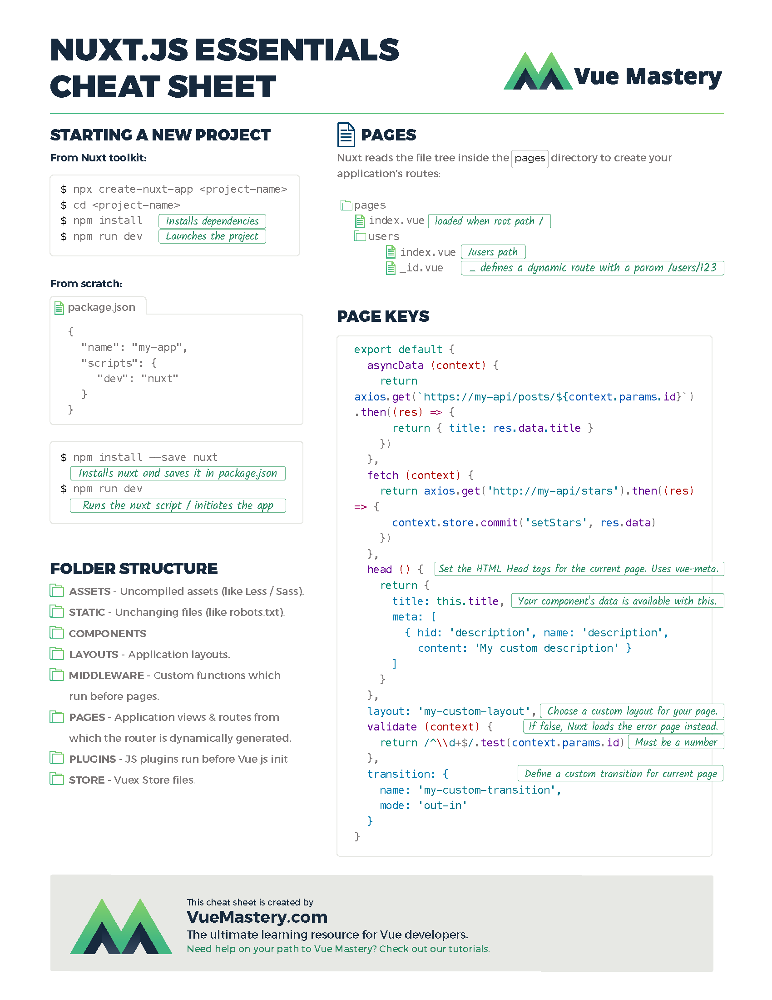 NUXT.JS ESSENTIALS
CHEAT SHEET
Vue Mastery
STARTING A NEW PROJECT
From Nuxt toolkit:
$ npx create-nuxt-app <project-name>
$ cd <project-name>
$ npm install Installs dependencies
$ npm run dev Launches the project
From scratch:
package.json
{
"name": "my-app",
"scripts": {
"dev": "nuxt"
}
}
$ npm install --save nuxt
Installs nuxt and saves it in package.json
$ npm run dev
Runs the nuxt script / initiates the app
FOLDER STRUCTURE
ASSETS - Uncompiled assets (like Less / Sass).
STATIC - Unchanging files (like robots.txt).
COMPONENTS
LAYOUTS - Application layouts.
MIDDLEWARE - Custom functions which
run before pages.
PAGES - Application views & routes from
which the router is dynamically generated.
PLUGINS - JS plugins run before Vue.js init.
STORE - Vuex Store files.
PAGES
Nuxt reads the file tree inside the pages directory to create your
application's routes:
pages
index.vue loaded when root path /
users
index.vue /users path
_id.vue _ defines a dynamic route with a param /users/123
PAGE KEYS
export default {
asyncData (context) {
return
axios.get(`https://my-api/posts/${context.params.id}`)
.then((res) => {
return { title: res.data.title }
})
},
fetch (context) {
return axios.get('http://my-api/stars').then((res)
=> {
context.store.commit('setStars', res.data)
})
},
head () { Set the HTML Head tags for the current page. Uses vue-meta.
return {
title: this.title, Your component's data is available with this.
meta: [
{ hid: 'description', name: 'description',
content: 'My custom description' }
]
}
},
layout: 'my-custom-layout', Choose a custom layout for your page.
validate (context) { If false, Nuxt loads the error page instead.
return /^\\d+$/.test(context.params.id) Must be a number
},
transition: { Define a custom transition for current page
name: 'my-custom-transition',
mode: 'out-in'
}
}
This cheat sheet is created by
VueMastery.com
The ultimate learning resource for Vue developers.
Need help on your path to Vue Mastery? Check out our tutorials.